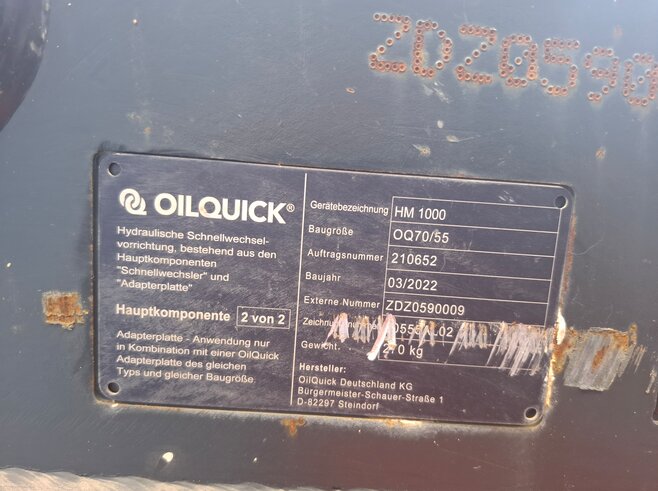 ZDZ0590
OILQUICK®
Hydraulische Schnellwechsel-
vorrichtung, bestehend aus den
Hauptkomponenten
"Schnellwechsler" und
"Adapterplatte"
Hauptkomponente 2 von 2
Adapterplatte - Anwendung nur
in Kombination mit einer OilQuick
Adapterplatte des gleichen
Typs und gleicher Baugröße.
Gerätebezeichnung HM 1000
Baugröße OQ70/55
Auftragsnummer 210652
Baujahr 03/2022
Externe Nummer ZDZ0590009
Gewicht. kg
Hersteller:
OilQuick Deutschland KG
Bürgermeister-Schauer-Straße 1
D-82297 Steindorf